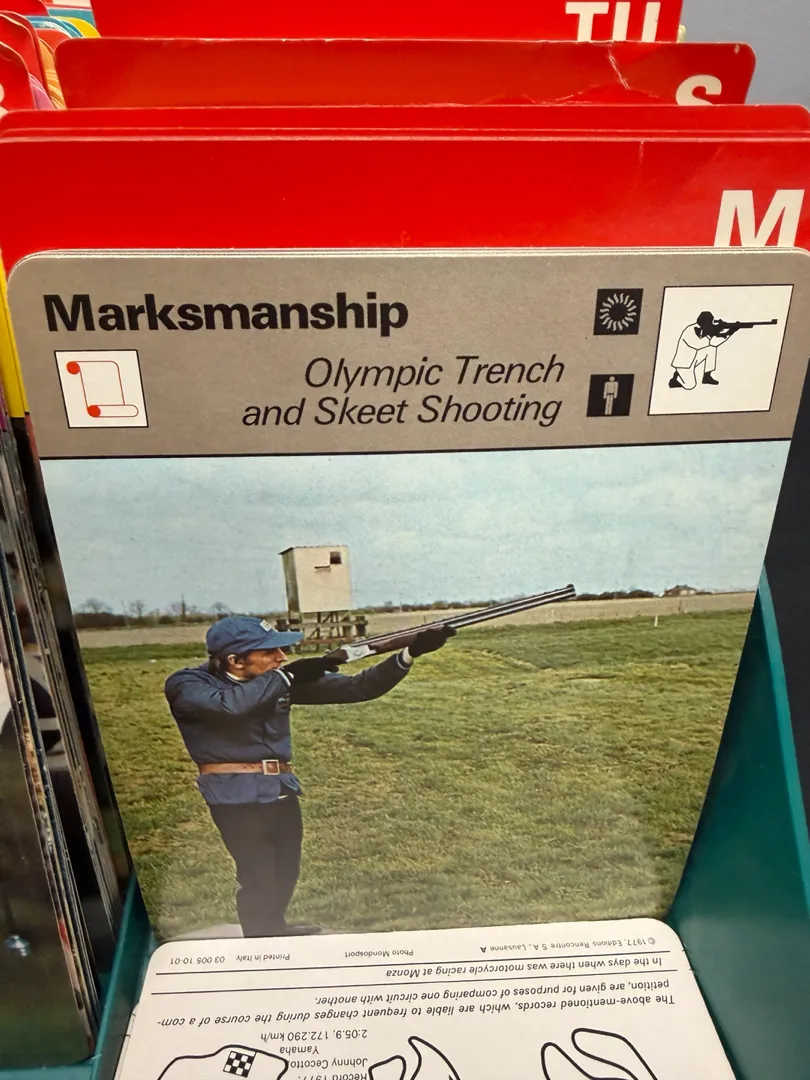 TU
S
M
Marksmanship
Olympic Trench
and Skeet Shooting
© 1977, Editions Rencontre S.A., Lausanne A Photo Mondosport Printed in Italy 03 005 10-01
In the days when there was motorcycle racing at Monza
petition, are given for purposes of comparing one circuit with another.
The above-mentioned records, which are liable to frequent changes during the course of a com-
2:05.9, 172.290 km/h
Yamaha
Johnny Cecotto,
Record 1977: